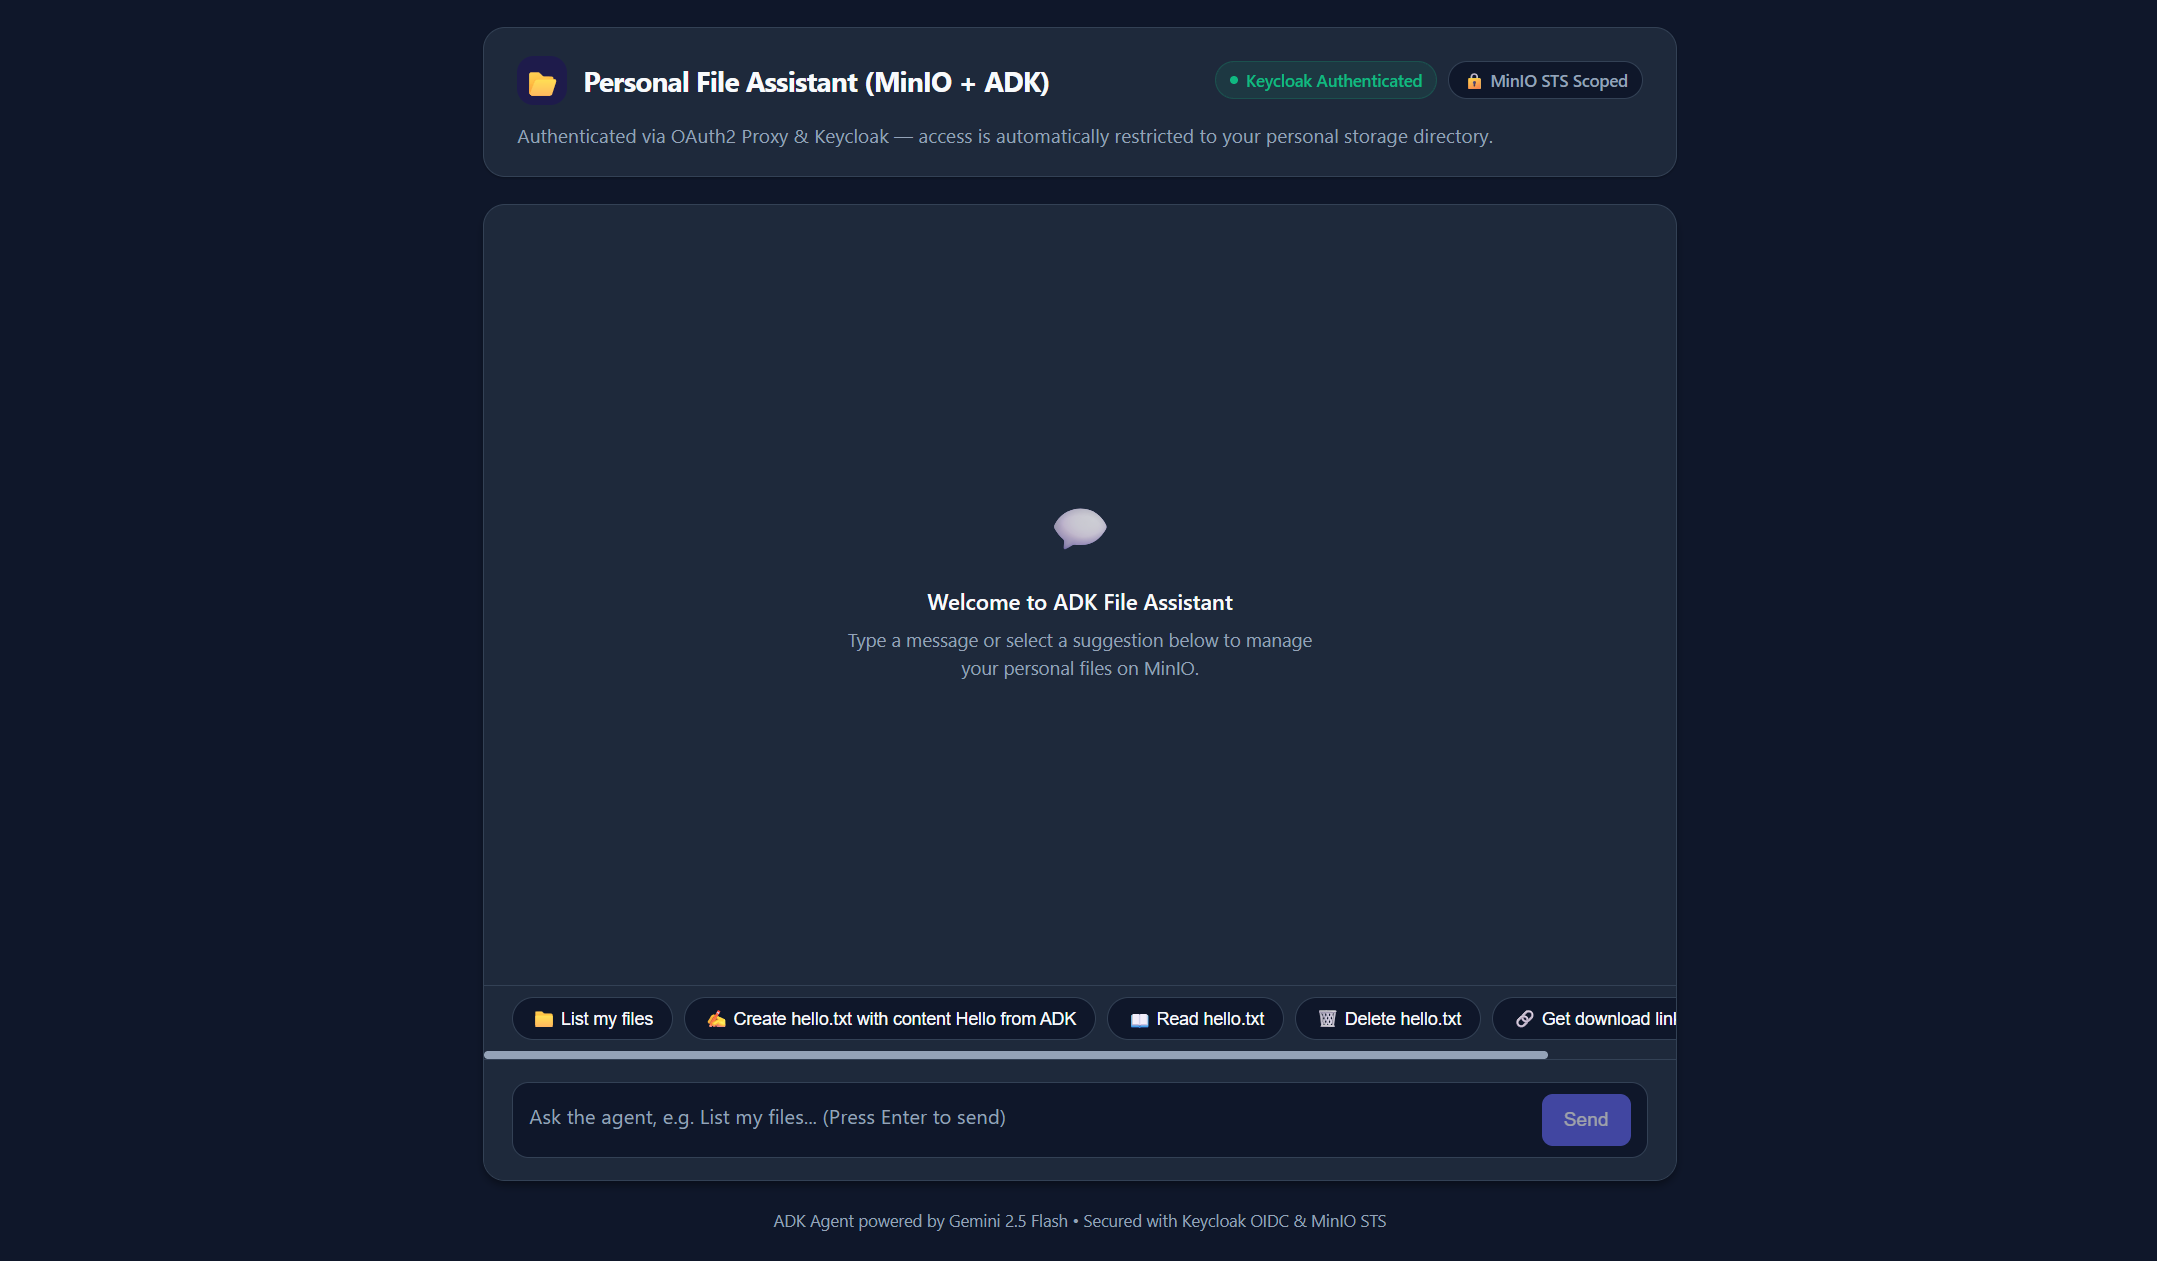 Personal File Assistant (MinIO + ADK)
Keycloak Authenticated
MinIO STS Scoped
Authenticated via OAuth2 Proxy & Keycloak — access is automatically restricted to your personal storage directory.
Welcome to ADK File Assistant
Type a message or select a suggestion below to manage
your personal files on MinIO.
List my files
Create hello.txt with content Hello from ADK
Read hello.txt
Delete hello.txt
Get download
Ask the agent, e.g. List my files... (Press Enter to send)
Send
ADK Agent powered by Gemini 2.5 Flash • Secured with Keycloak OIDC & MinIO STS